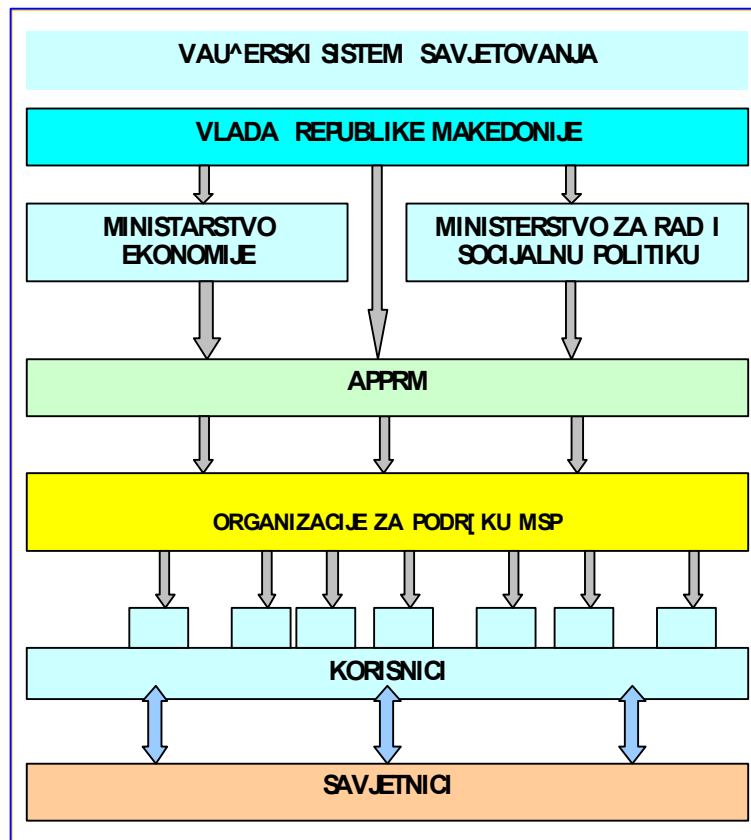 VAU^ERSKI SISTEM SAVJETOVANJA
VLADA REPUBLIKE MAKEDONIJE
MINISTARSTVO
EKONOMIJE
MINISTERSTVO ZA RAD I
SOCIJALNU POLITIKU
APPRM
ORGANIZACIJE ZA PODR[KU MSP
KORISNICI
SAVJETNICI